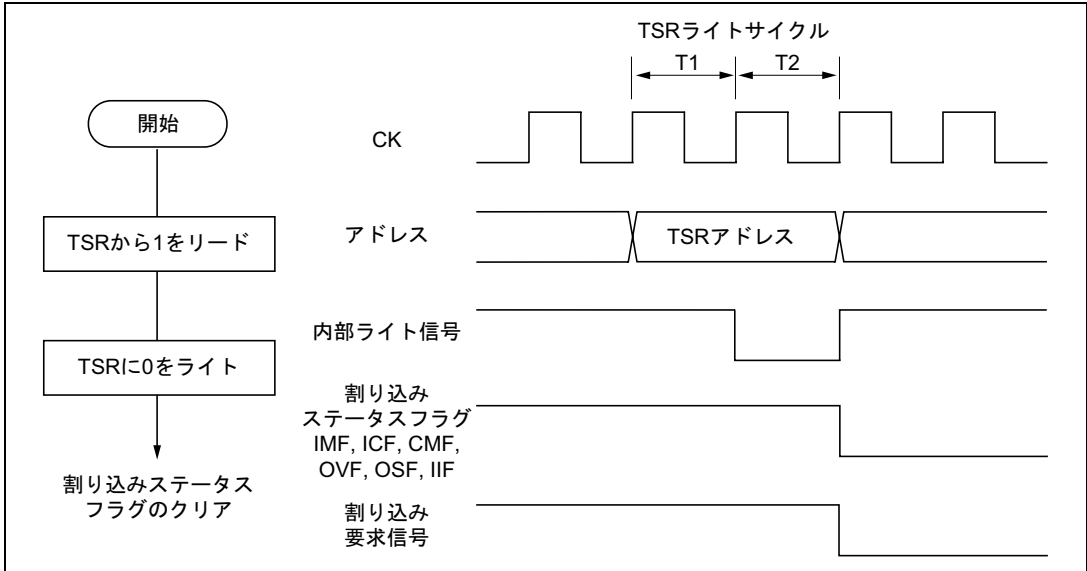 開始
TSRから1をリード
TSRに0をライト
割り込みステータス
フラグのクリア
TSRライトサイクル
T1
T2
CK
アドレス
TSRアドレス
内部ライト信号
割り込み
ステータスフラグ
IMF, ICF, CMF,
OVF, OSF, IIF
割り込み
要求信号